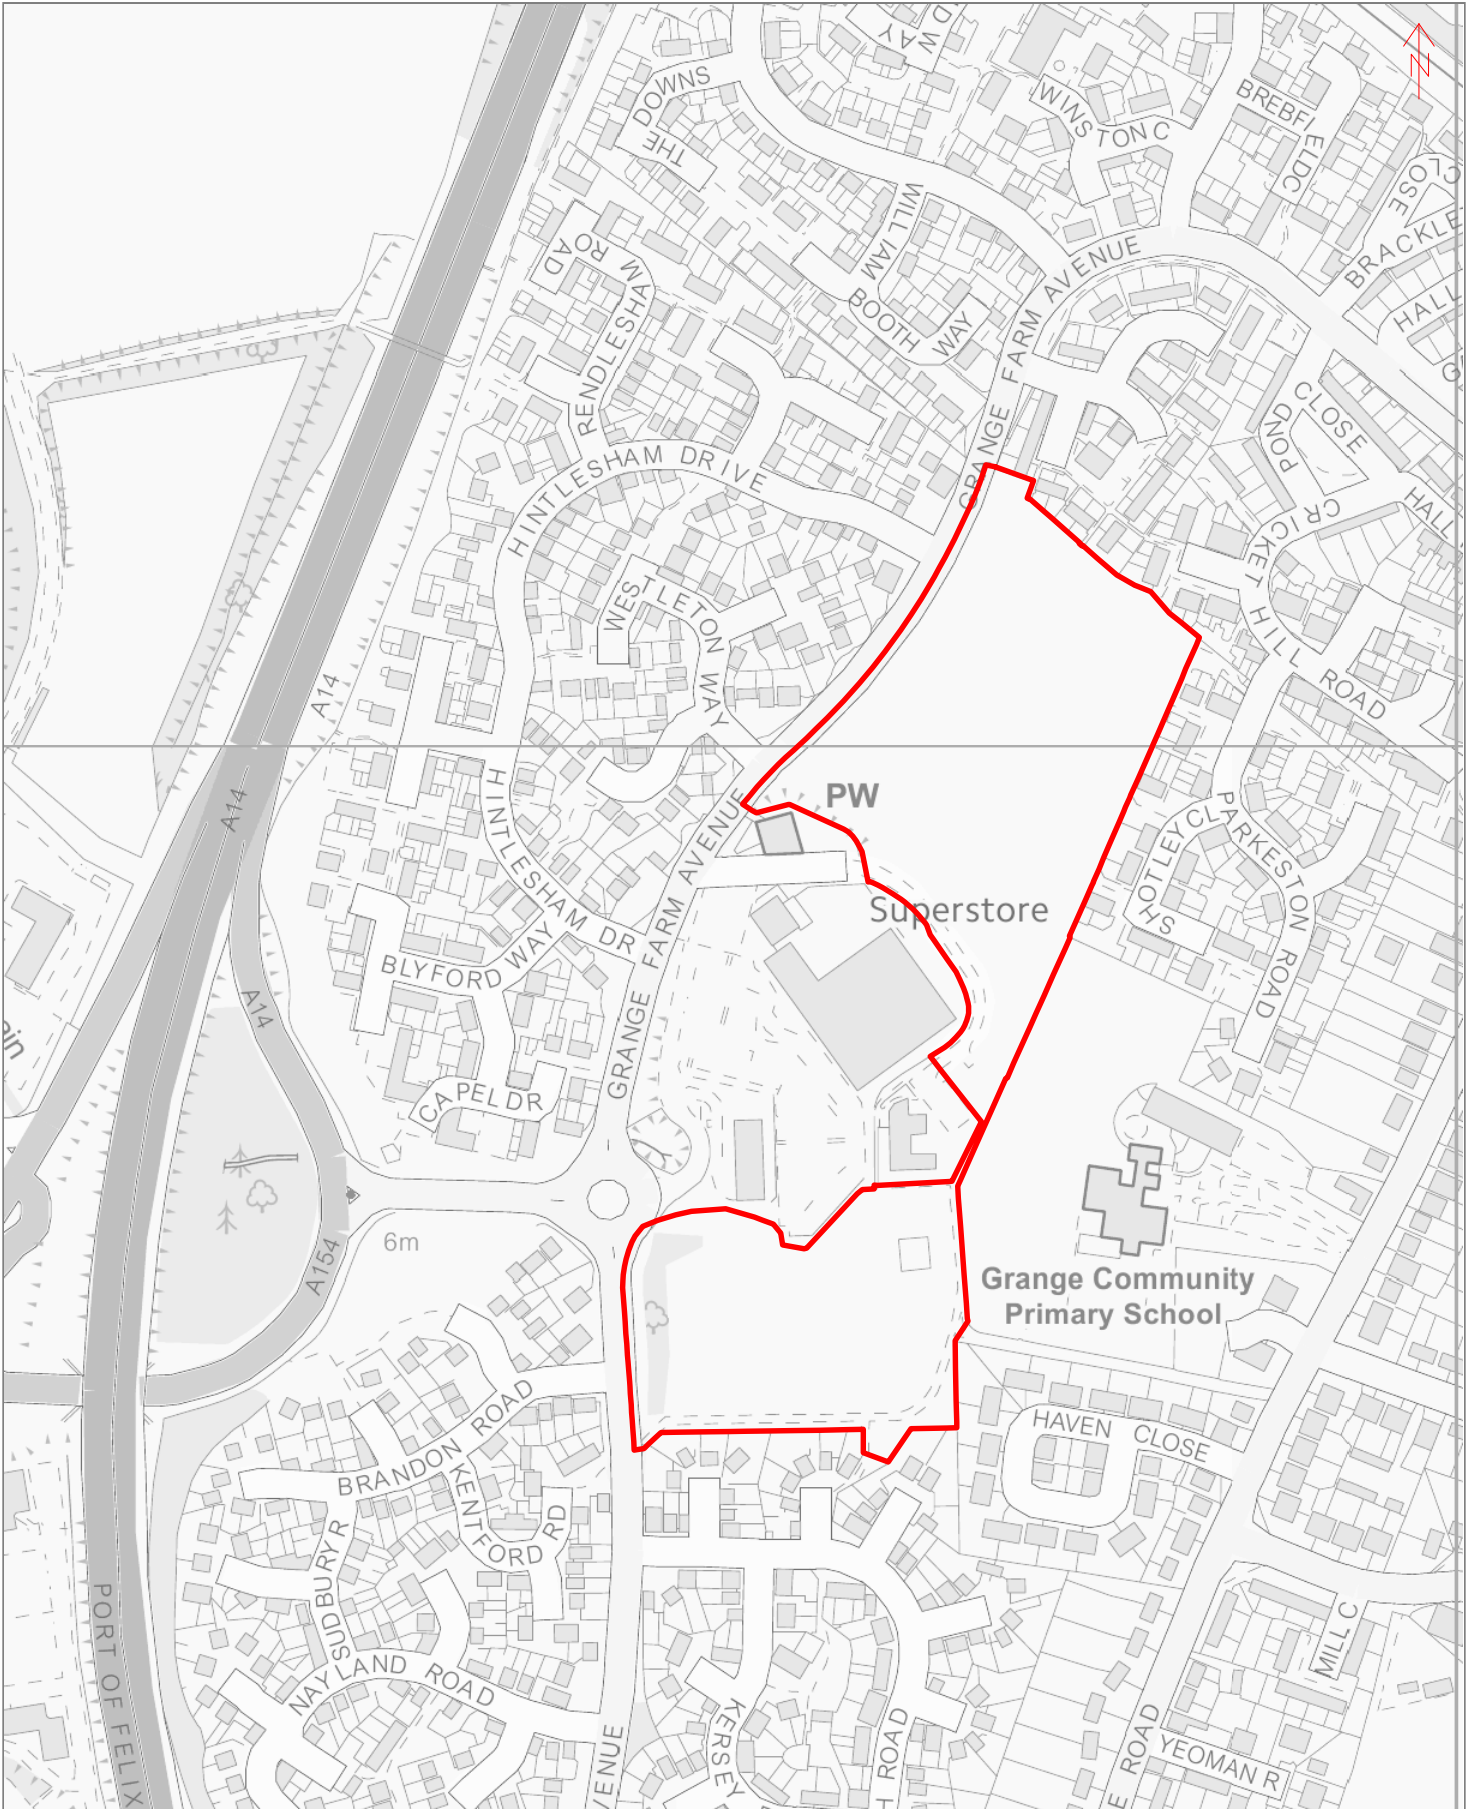 D WAY
THE DOWNS
WINSTON C
BREBFIELD C
CLOSE
BRACKLE
HALL
N
WILLIAM
BOOTH
WAY
RENDLESHAM ROAD
GRANGE FARM AVENUE
POND
CLOSE
CRICKET HILL ROAD
HALL
HINTLESHAM DRIVE
WESTLETON WAY
A14
A14
PW
HINTLESHAM DR
GRANGE FARM AVENUE
Superstore
SHOTLEY CL
PARKESTON ROAD
BLYFORD WAY
CAPEL DR
A14
A154
6m
Grange Community
Primary School
HAVEN CLOSE
BRANDON ROAD
KENTFORD RD
SUDBURY R
NAYLAND ROAD
PORT OF FELIX
VENUE
KERSEY
H ROAD
E ROAD
MILL C
YEOMAN R